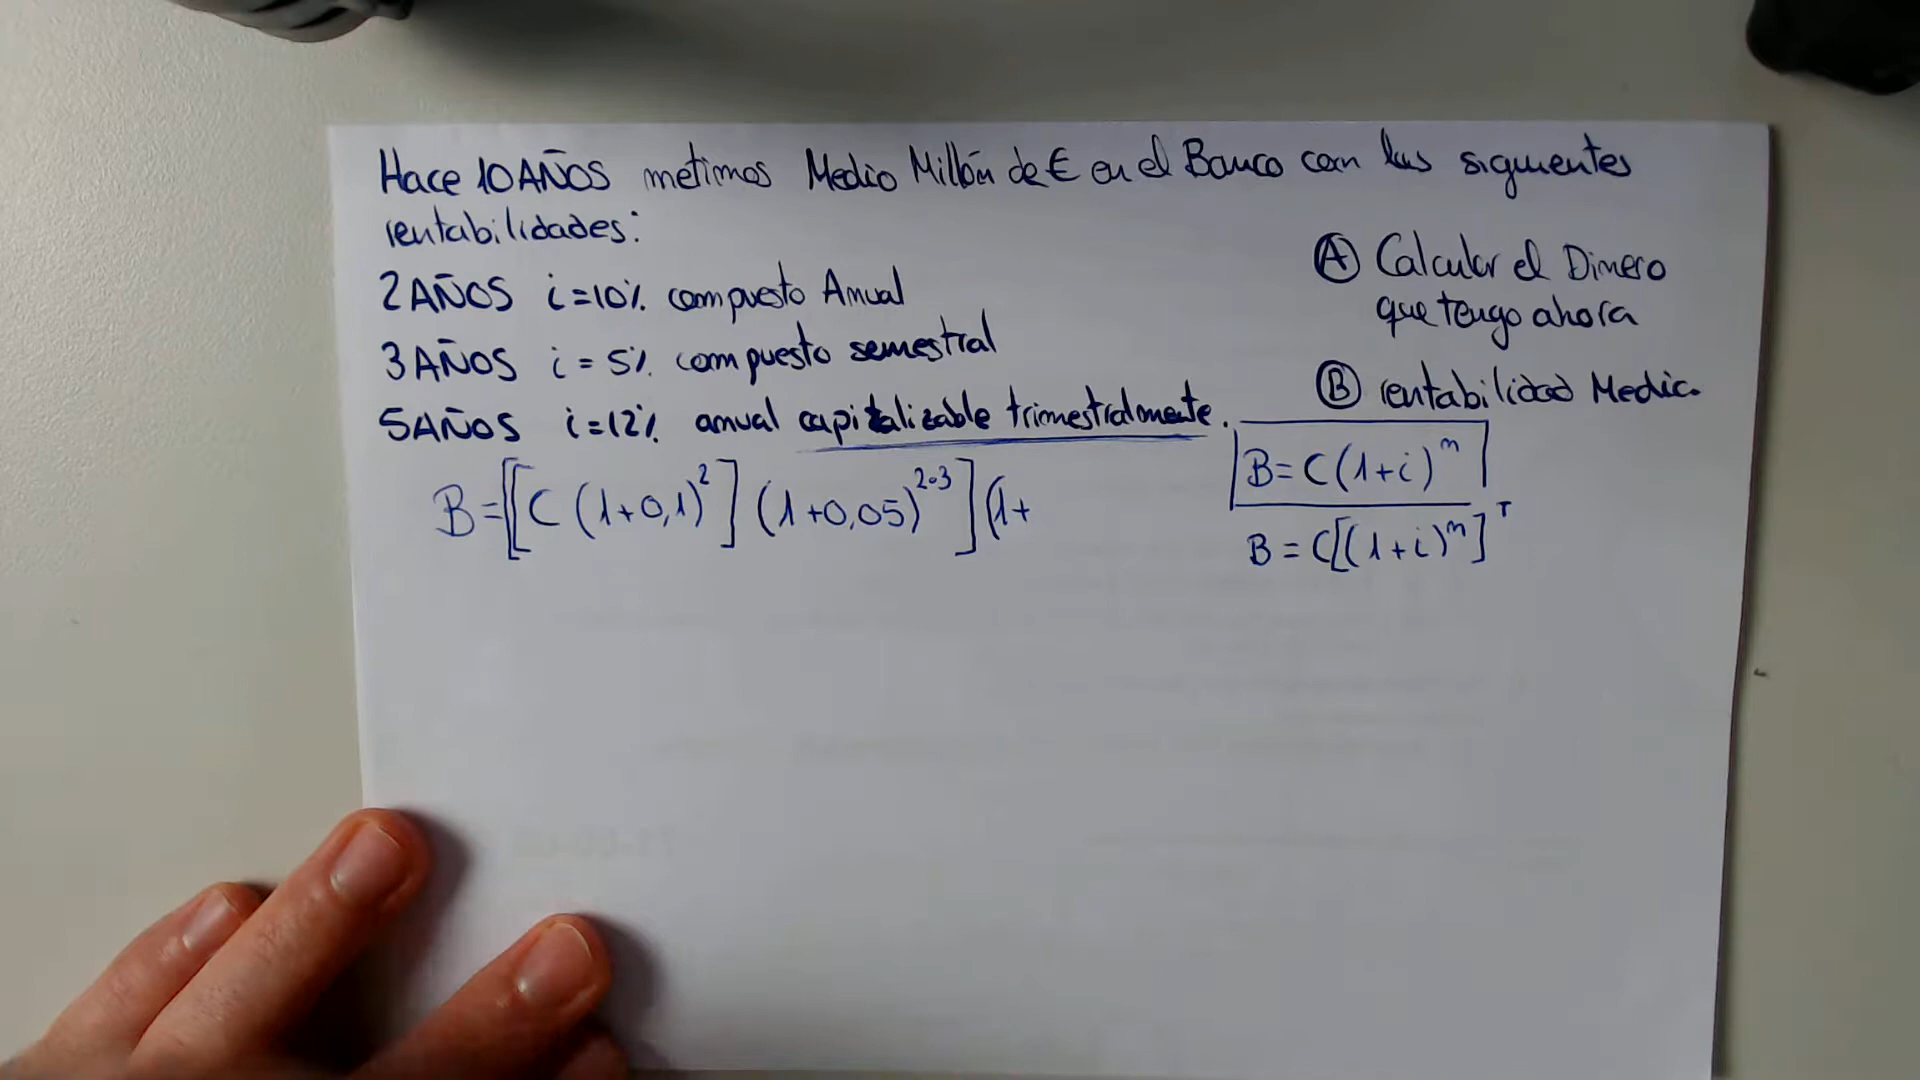 Hace 10 AÑOS metimos Medio Millón de € en el Banco con las siguientes
rentabilidades:
2 AÑOS i = 10% compuesto Anual
3 AÑOS i = 5% compuesto semestral
5 AÑOS i = 12% anual capitalizable trimestralmente.
B = [[C (1+0,1)^2] (1+0,05)^{2·3}] (1+
Ⓐ Calcular el Dinero
que tengo ahora
Ⓑ rentabilidad Media.
B = C (1+i)^n
B = C[(1+i)^n]^T